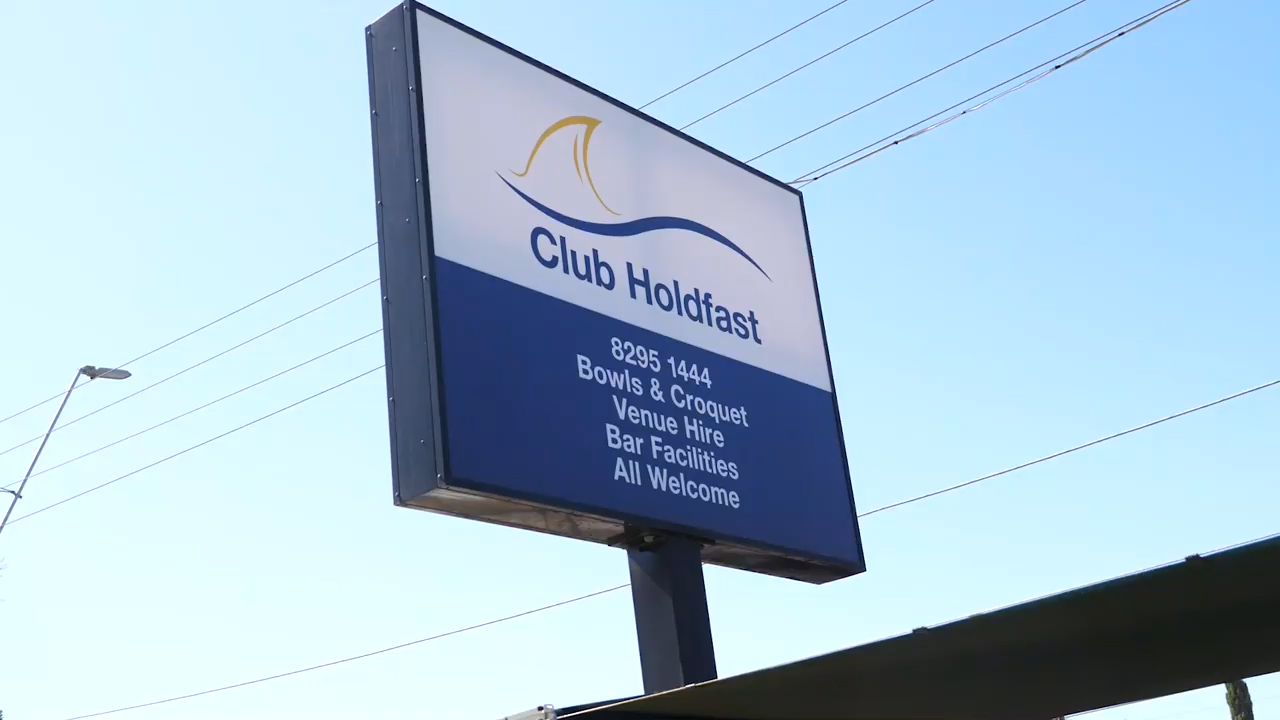 Club Holdfast
8295 1444
Bowls & Croquet
Venue Hire
Bar Facilities
All Welcome